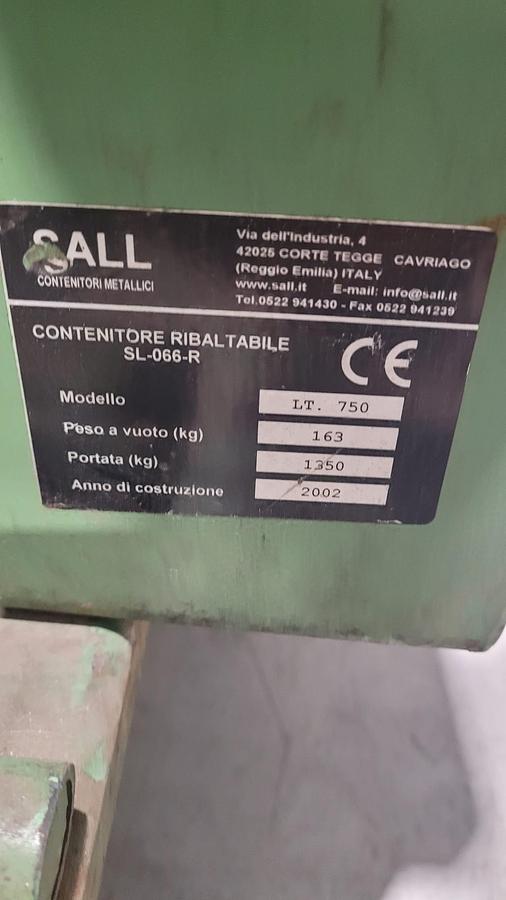 SALL
CONTENITORI METALLICI
Via dell'Industria, 4
42025 CORTE TEGGE CAVRIAGO
(Reggio Emilia) ITALY
www.sall.it E-mail: info@sall.it
Tel.0522 941430 - Fax 0522 941239
CONTENITORE RIBALTABILE
SL-066-R
CE
Modello LT. 750
Peso a vuoto (kg) 163
Portata (kg) 1350
Anno di costruzione 2002